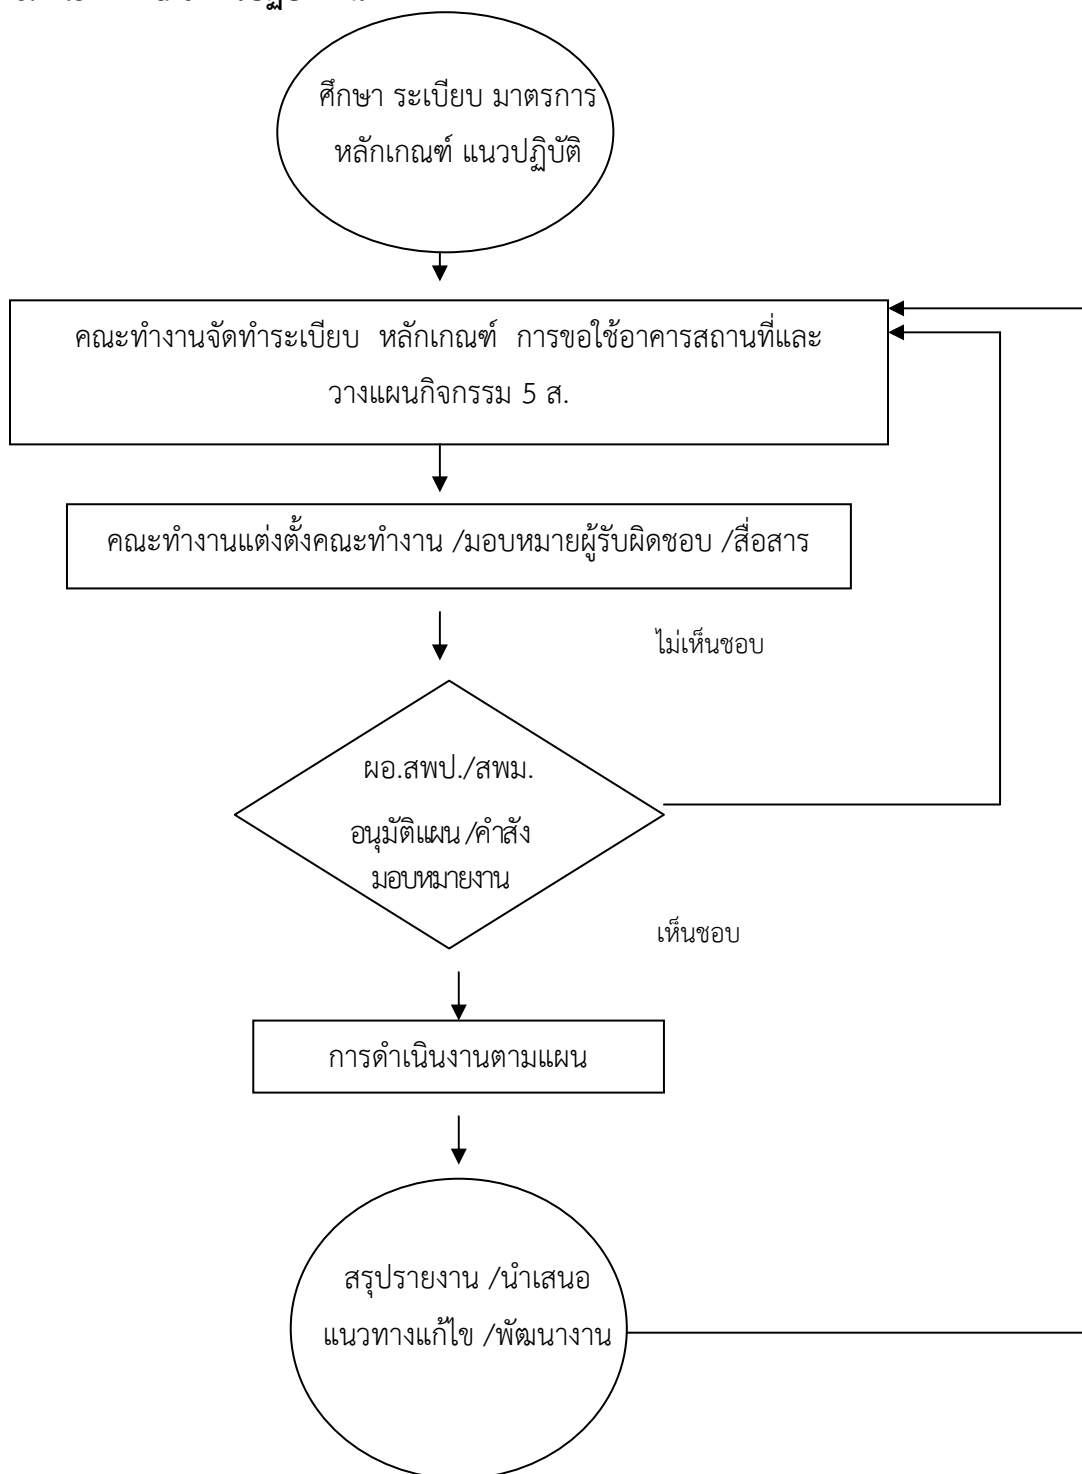 ศึกษา ระเบียบ มาตรการ
หลักเกณฑ์ แนวปฏิบัติ
คณะทำงานจัดทำระเบียบ หลักเกณฑ์ การขอใช้อาคารสถานที่และ
วางแผนกิจกรรม 5 ส.
คณะทำงานแต่งตั้งคณะทำงาน /มอบหมายผู้รับผิดชอบ /สื่อสาร
ไม่เห็นชอบ
ผอ.สพป./สพม.
อนุมัติแผน /คำสัง
มอบหมายงาน
เห็นชอบ
การดำเนินงานตามแผน
สรุปรายงาน /นำเสนอ
แนวทางแก้ไข /พัฒนางาน